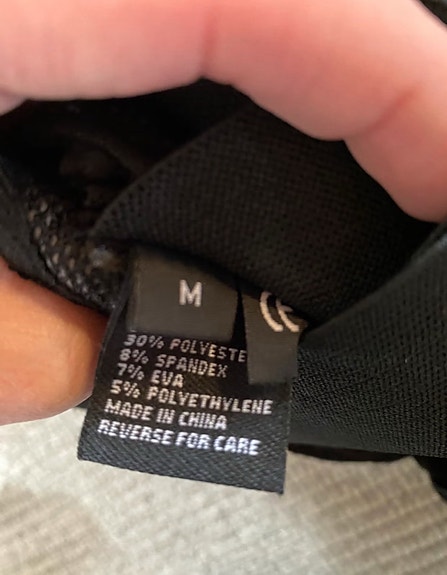 M
CE
30% POLYESTE
8% SPANDEX
7% EVA
5% POLYETHYLENE
MADE IN CHINA
REVERSE FOR CARE